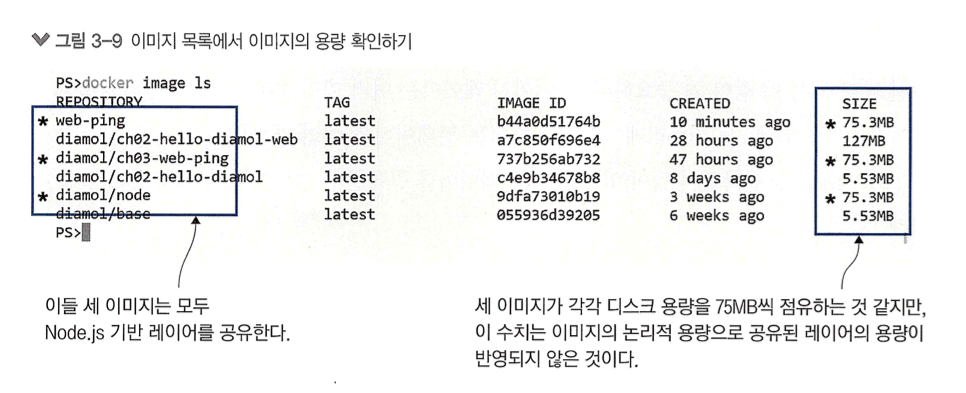 그림 3-9 이미지 목록에서 이미지의 용량 확인하기
PS>docker image ls
REPOSITORY TAG IMAGE ID CREATED SIZE
* web-ping latest b44a0d51764b 10 minutes ago * 75.3MB
diamol/ch02-hello-diamol-web latest a7c850f696e4 28 hours ago 127MB
* diamol/ch03-web-ping latest 737b256ab732 47 hours ago * 75.3MB
diamol/ch02-hello-diamol latest c4e9b34678b8 8 days ago 5.53MB
* diamol/node latest 9dfa73010b19 3 weeks ago * 75.3MB
diamol/base latest 055936d39205 6 weeks ago 5.53MB
PS>
이들 세 이미지는 모두
Node.js 기반 레이어를 공유한다.
세 이미지가 각각 디스크 용량을 75MB씩 점유하는 것 같지만,
이 수치는 이미지의 논리적 용량으로 공유된 레이어의 용량이
반영되지 않은 것이다.